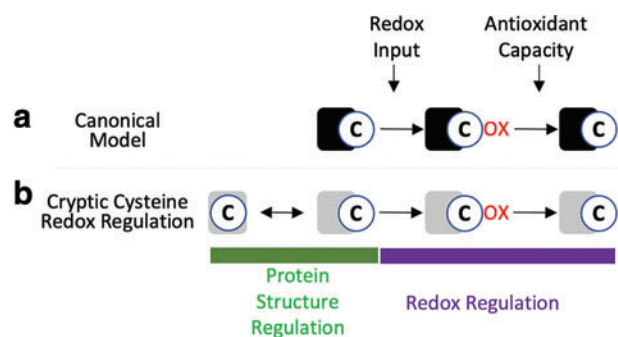 Redox
Input
Antioxidant
Capacity
a
Canonical
Model
C
C
OX
C
b
Cryptic Cysteine
Redox Regulation
C
C
C
OX
C
Protein
Structure
Regulation
Redox Regulation